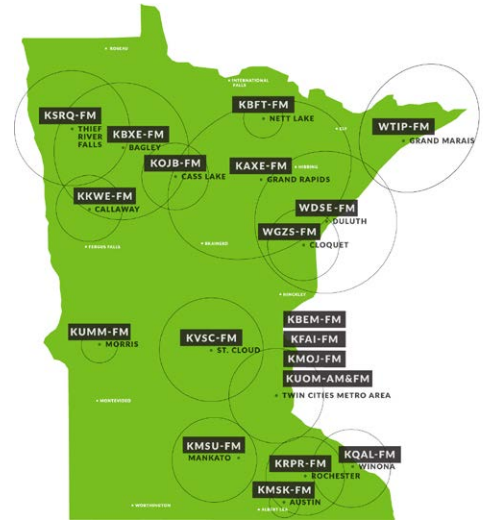 ROSEAU
INTERNATIONAL
FALLS
KBFT-FM
NETT LAKE
KSRQ-FM
THIEF
RIVER
FALLS
KBXE-FM
BAGLEY
ELY
WTIP-FM
GRAND MARAIS
KOJB-FM
CASS LAKE
KAXE-FM
HIBBING
GRAND RAPIDS
KKWE-FM
CALLAWAY
WDSE-FM
DULUTH
WGZS-FM
CLOQUET
FERGUS FALLS
BRAINERD
HINCKLEY
KBEM-FM
KFAI-FM
KMOJ-FM
KUOM-AM&FM
TWIN CITIES METRO AREA
KUMM-FM
MORRIS
KVSC-FM
ST. CLOUD
MONTEVIDEO
KMSU-FM
MANKATO
KRPR-FM
ROCHESTER
KQAL-FM
WINONA
KMSK-FM
AUSTIN
ALBERT LEA
WORTHINGTON